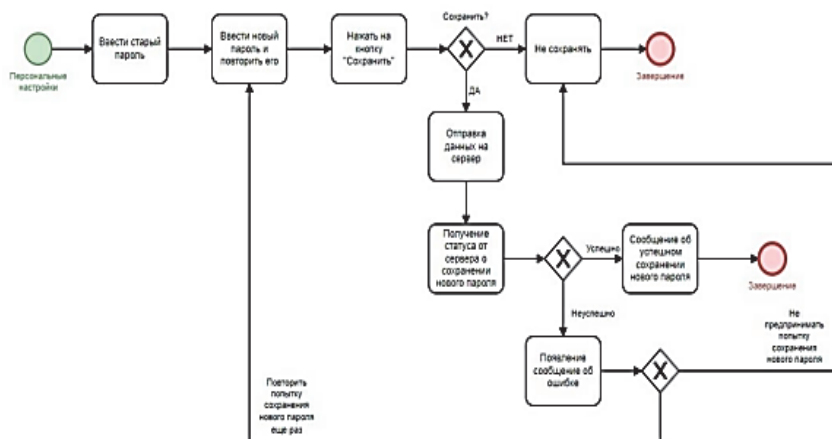 Сохранить?
Ввести старый
пароль
Ввести новый
пароль и
повторить его
Нажать на
кнопку
"Сохранить"
НЕТ
Не сохранять
Персональные
настройки
Завершение
ДА
Отправка
данных на
сервер
Получение
статуса от
сервера о
сохранении
нового пароля
Успешно
Сообщение об
успешном
сохранении
нового пароля
Завершение
Неуспешно
Не
предпринимать
попытку
сохранения
нового пароля
Появление
сообщение об
ошибке
Повторить
попытку
сохранения
нового пароля
еще раз